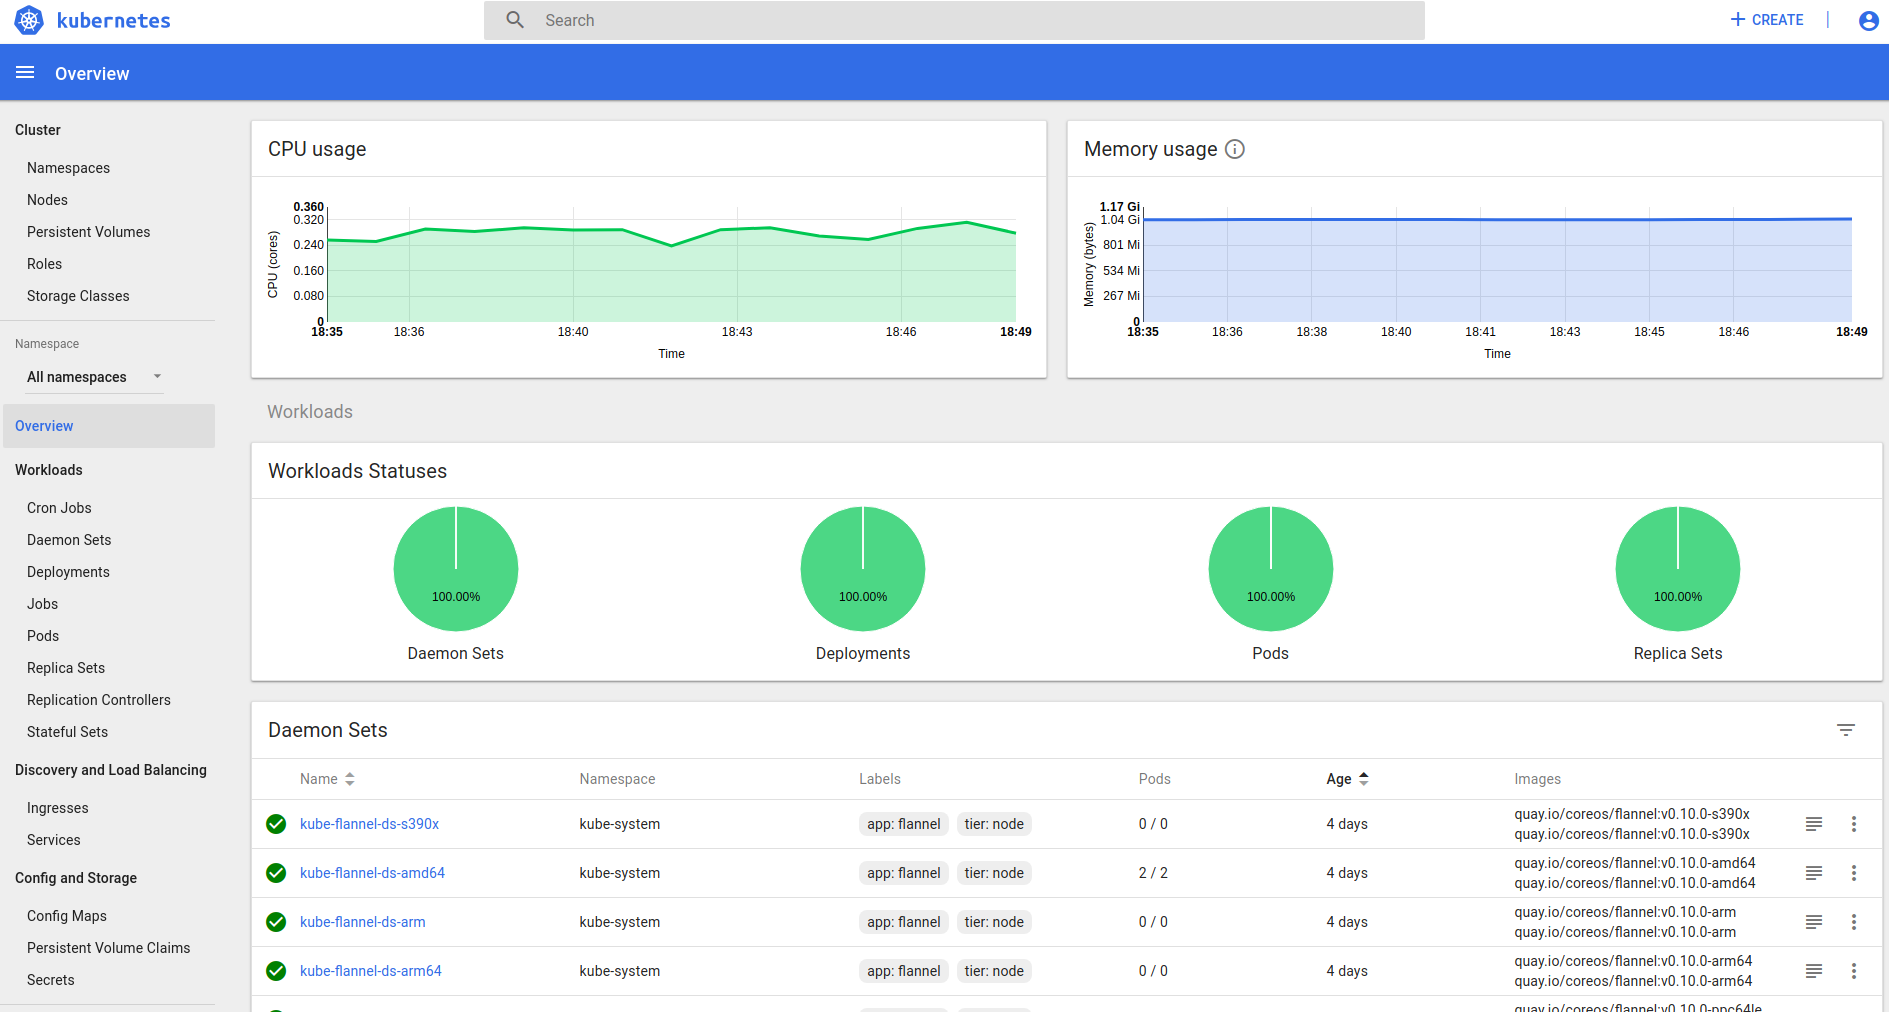 kubernetes
Search
CREATE
Overview
Cluster
Namespaces
Nodes
Persistent Volumes
Roles
Storage Classes
Namespace
All namespaces
Overview
Workloads
Cron Jobs
Daemon Sets
Deployments
Jobs
Pods
Replica Sets
Replication Controllers
Stateful Sets
Discovery and Load Balancing
Ingresses
Services
Config and Storage
Config Maps
Persistent Volume Claims
Secrets
CPU usage
CPU (cores)
0.360
0.320
0.240
0.160
0.080
0
18:35 18:36 18:40 18:43 18:46 18:49
Time
Memory usage
Memory (bytes)
1.17 Gi
1.04 Gi
801 Mi
534 Mi
267 Mi
0
18:35 18:36 18:38 18:40 18:41 18:43 18:45 18:46 18:49
Time
Workloads
Workloads Statuses
100.00% 100.00% 100.00% 100.00%
Daemon Sets Deployments Pods Replica Sets
Daemon Sets
Name Namespace Labels Pods Age Images
kube-flannel-ds-s390x kube-system app: flannel tier: node 0 / 0 4 days quay.io/coreos/flannel:v0.10.0-s390x
quay.io/coreos/flannel:v0.10.0-s390x
kube-flannel-ds-amd64 kube-system app: flannel tier: node 2 / 2 4 days quay.io/coreos/flannel:v0.10.0-amd64
quay.io/coreos/flannel:v0.10.0-amd64
kube-flannel-ds-arm kube-system app: flannel tier: node 0 / 0 4 days quay.io/coreos/flannel:v0.10.0-arm
quay.io/coreos/flannel:v0.10.0-arm
kube-flannel-ds-arm64 kube-system app: flannel tier: node 0 / 0 4 days quay.io/coreos/flannel:v0.10.0-arm64
quay.io/coreos/flannel:v0.10.0-arm64
quay.io/coreos/flannel:v0.10.0-ppc64le